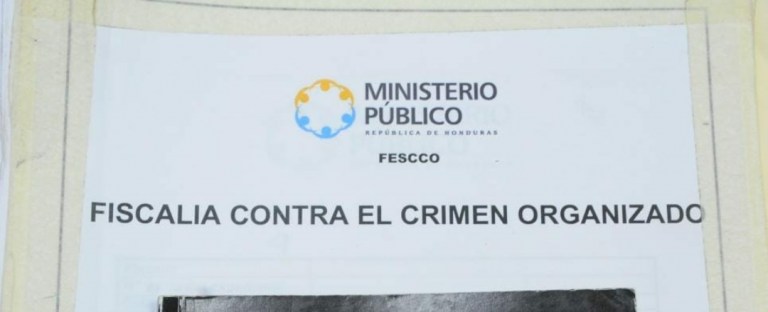 MINISTERIO
PÚBLICO
REPÚBLICA DE HONDURAS
FESCCO
FISCALIA CONTRA EL CRIMEN ORGANIZADO